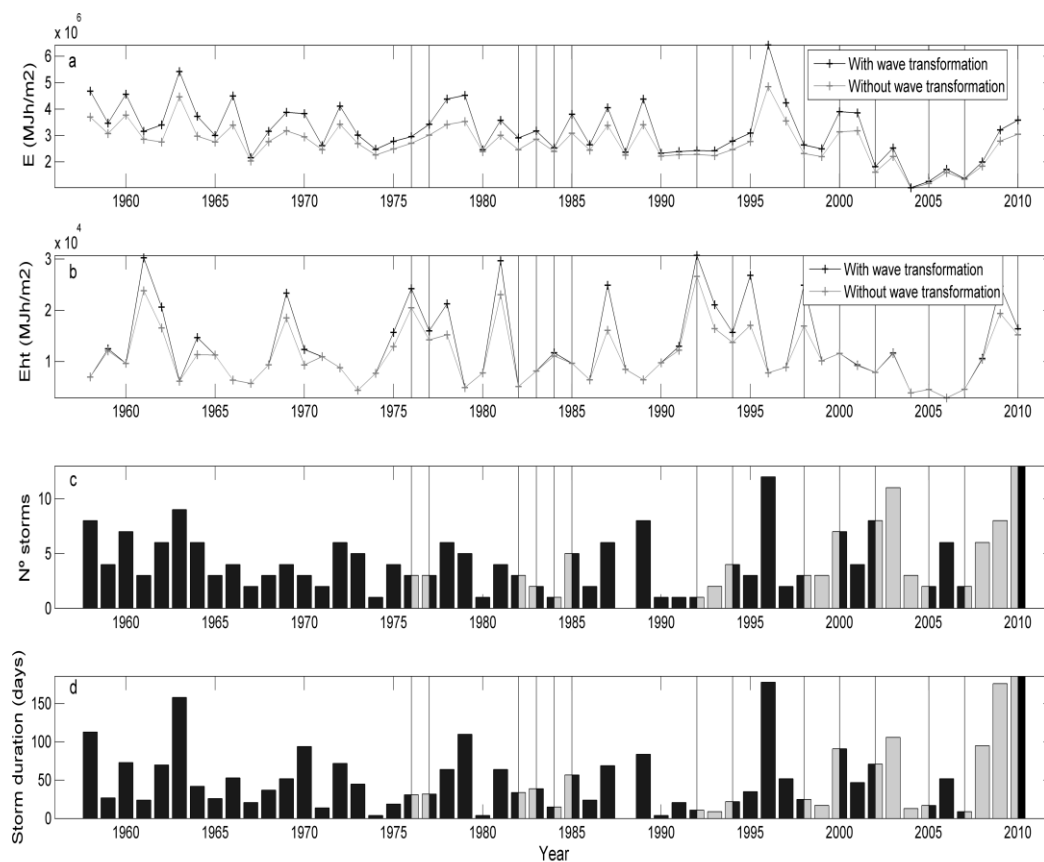 x 10^6
6
5
4
3
2
E (MJh/m2)
a
With wave transformation
Without wave transformation
1960 1965 1970 1975 1980 1985 1990 1995 2000 2005 2010
x 10^4
3
2
1
Eht (MJh/m2)
b
With wave transformation
Without wave transformation
1960 1965 1970 1975 1980 1985 1990 1995 2000 2005 2010
10
5
0
Nº storms
c
1960 1965 1970 1975 1980 1985 1990 1995 2000 2005 2010
150
100
50
0
Storm duration (days)
d
1960 1965 1970 1975 1980 1985 1990 1995 2000 2005 2010
Year